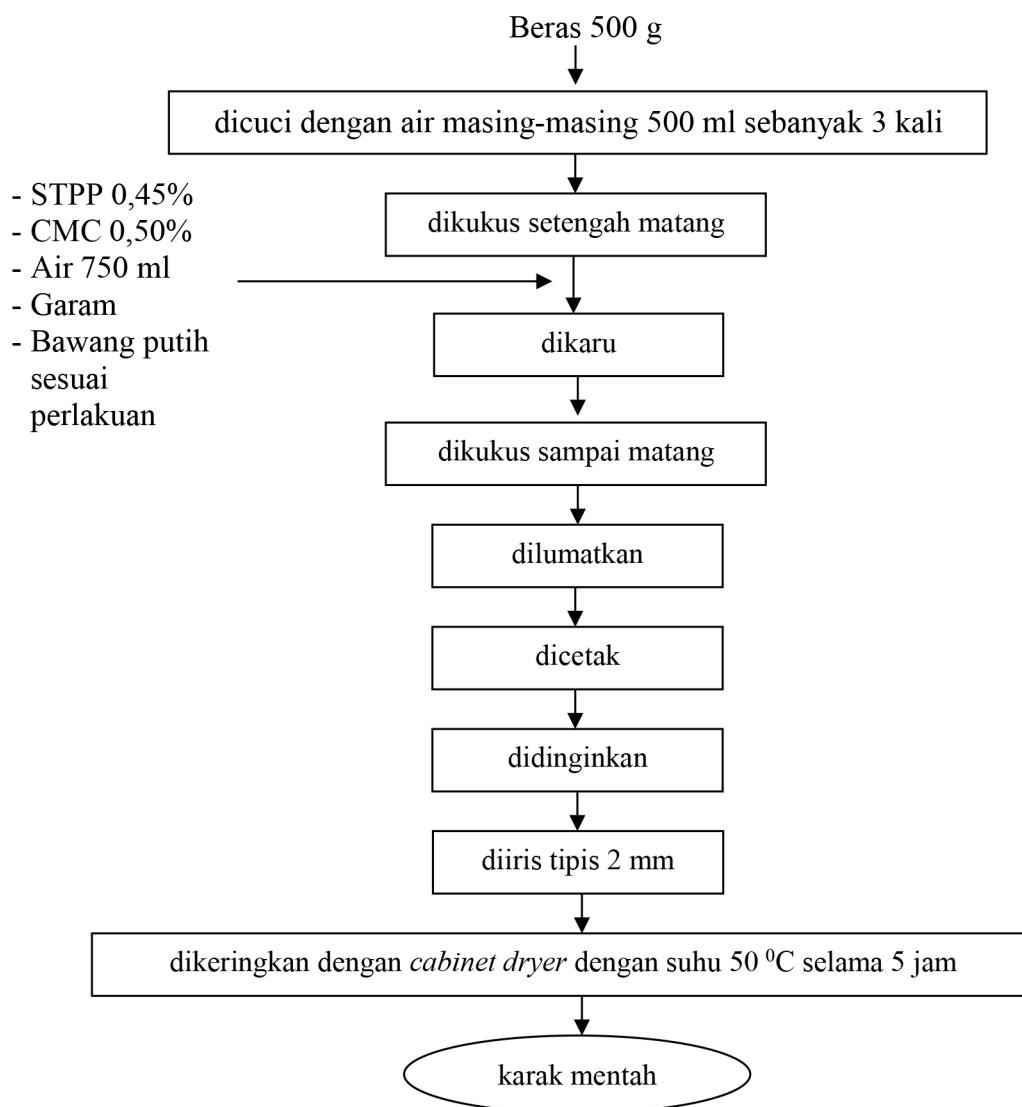 Beras 500 g
dicuci dengan air masing-masing 500 ml sebanyak 3 kali
- STPP 0,45%
- CMC 0,50%
- Air 750 ml
- Garam
- Bawang putih
sesuai
perlakuan
dikukus setengah matang
dikaru
dikukus sampai matang
dilumatkan
dicetak
didinginkan
diiris tipis 2 mm
dikeringkan dengan cabinet dryer dengan suhu 50 ⁰C selama 5 jam
karak mentah